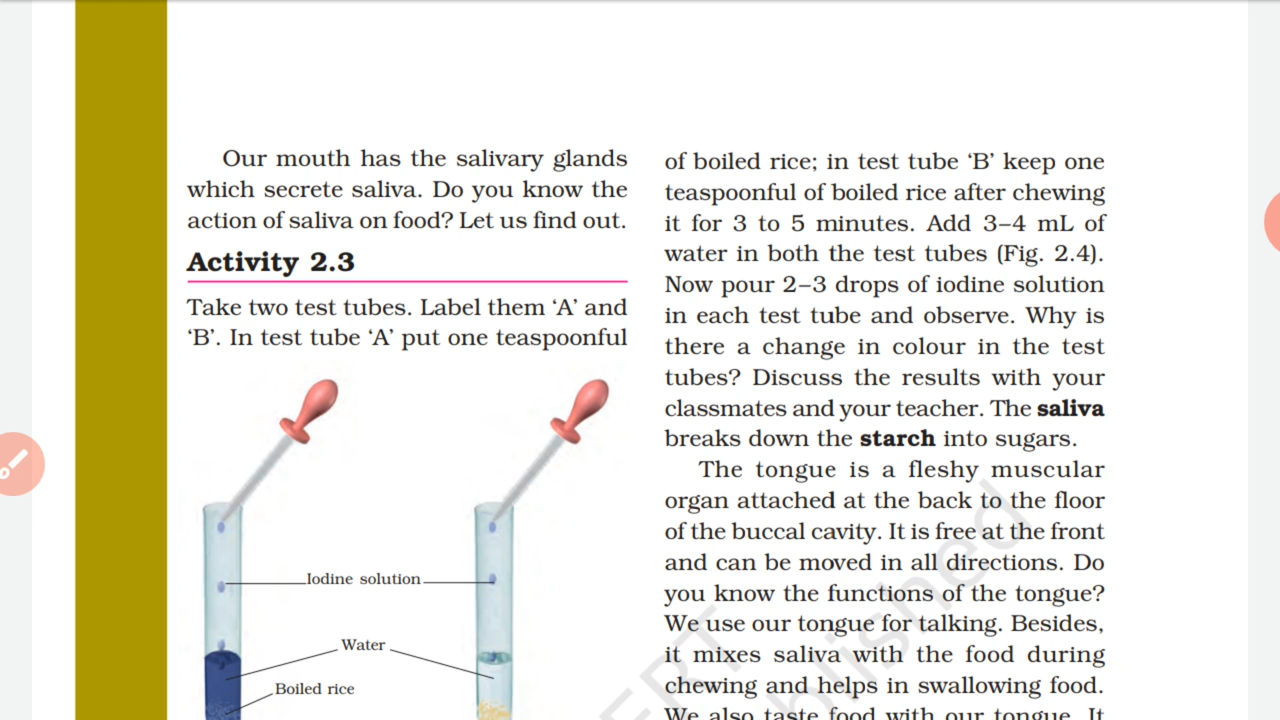 Our mouth has the salivary glands
which secrete saliva. Do you know the
action of saliva on food? Let us find out.
Activity 2.3
Take two test tubes. Label them ‘A’ and
‘B’. In test tube ‘A’ put one teaspoonful
Iodine solution
Water
Boiled rice
of boiled rice; in test tube ‘B’ keep one
teaspoonful of boiled rice after chewing
it for 3 to 5 minutes. Add 3–4 mL of
water in both the test tubes (Fig. 2.4).
Now pour 2–3 drops of iodine solution
in each test tube and observe. Why is
there a change in colour in the test
tubes? Discuss the results with your
classmates and your teacher. The saliva
breaks down the starch into sugars.
The tongue is a fleshy muscular
organ attached at the back to the floor
of the buccal cavity. It is free at the front
and can be moved in all directions. Do
you know the functions of the tongue?
We use our tongue for talking. Besides,
it mixes saliva with the food during
chewing and helps in swallowing food.
We also taste food with our tongue. It